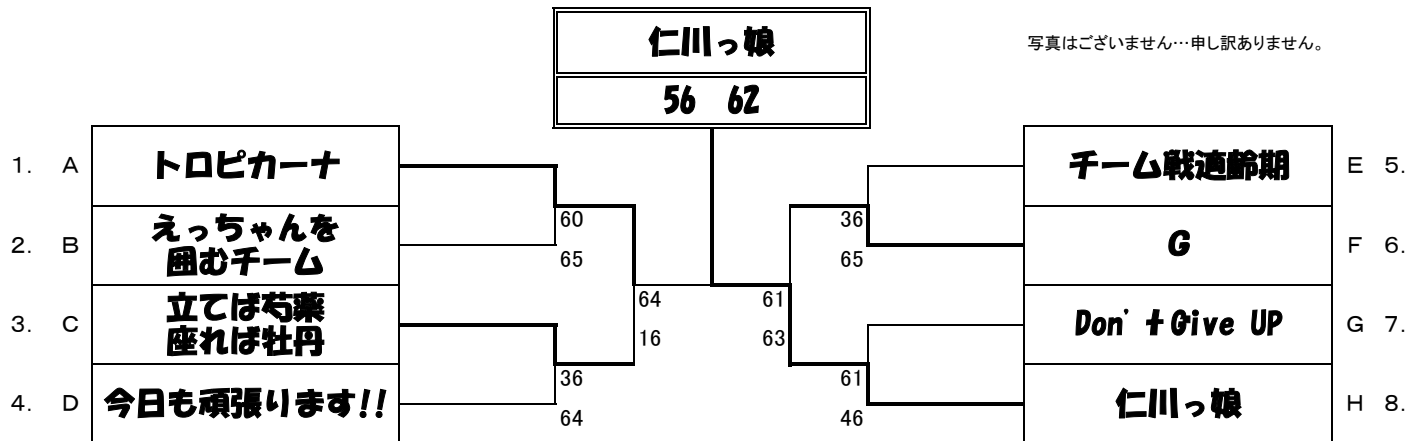 仁川っ娘
56 62
写真はございません…申し訳ありません。
1. A トロピカーナ
2. B えっちゃんを
囲むチーム
3. C 立てば芍薬
座れば牡丹
4. D 今日も頑張ります!!
60
65
36
64
64
16
61
63
36
65
61
46
チーム戦適齢期 E 5.
G F 6.
Don't Give UP G 7.
仁川っ娘 H 8.